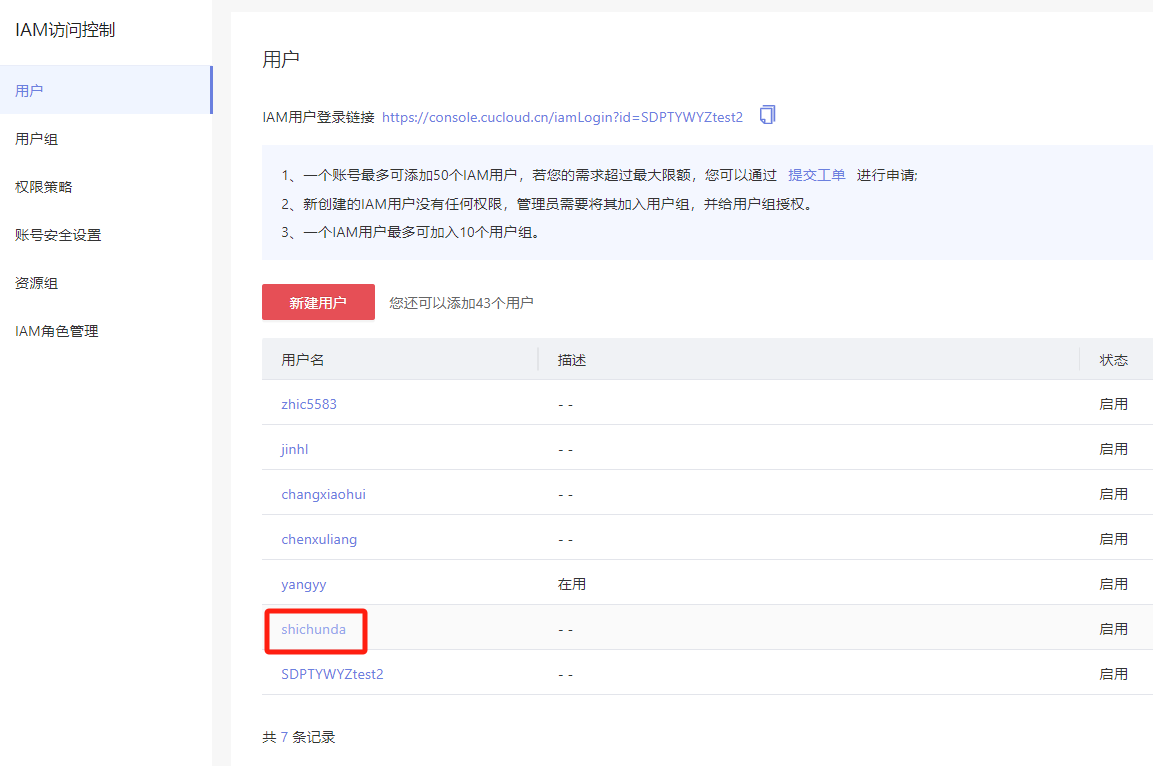 IAM访问控制
用户
用户组
权限策略
账号安全设置
资源组
IAM角色管理
用户
IAM用户登录链接 https://console.cucloud.cn/iamLogin?id=SDPTYWYZtest2
1、一个账号最多可添加50个IAM用户，若您的需求超过最大限额，您可以通过 提交工单 进行申请;
2、新创建的IAM用户没有任何权限，管理员需要将其加入用户组，并给用户组授权。
3、一个IAM用户最多可加入10个用户组。
新建用户 您还可以添加43个用户
用户名 描述 状态
zhic5583 - - 启用
jinhl - - 启用
changxiaohui - - 启用
chenxuliang - - 启用
yangyy 在用 启用
shichunda - - 启用
SDPTYWYZtest2 - - 启用
共 7 条记录